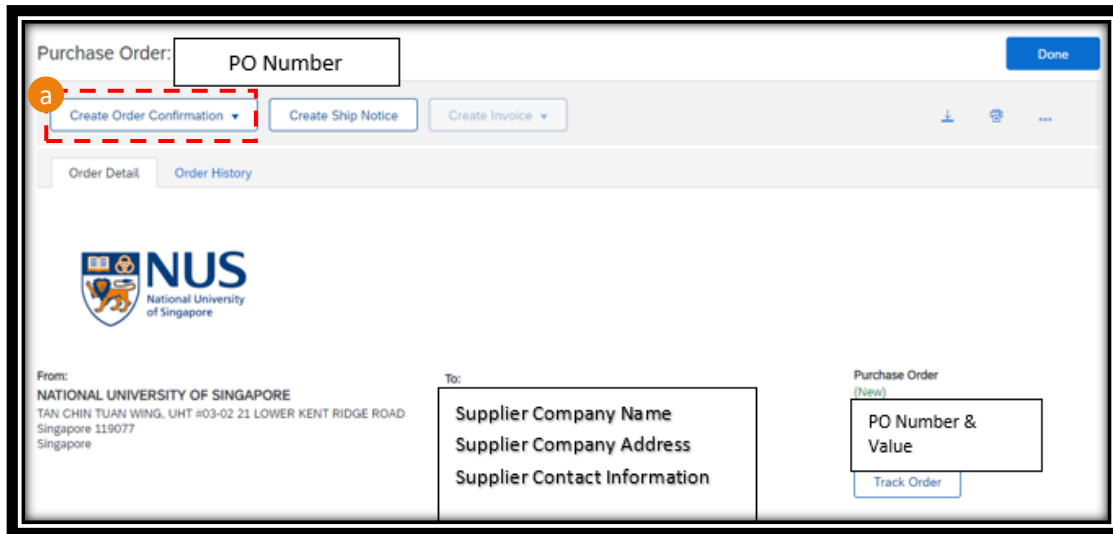 Purchase Order:
PO Number
Done
a
Create Order Confirmation
Create Ship Notice
Create Invoice
...
Order Detail
Order History
NUS
National University
of Singapore
From:
NATIONAL UNIVERSITY OF SINGAPORE
TAN CHIN TUAN WING, UHT #03-02 21 LOWER KENT RIDGE ROAD
Singapore 119077
Singapore
To:
Supplier Company Name
Supplier Company Address
Supplier Contact Information
Purchase Order
(New)
PO Number &
Value
Track Order